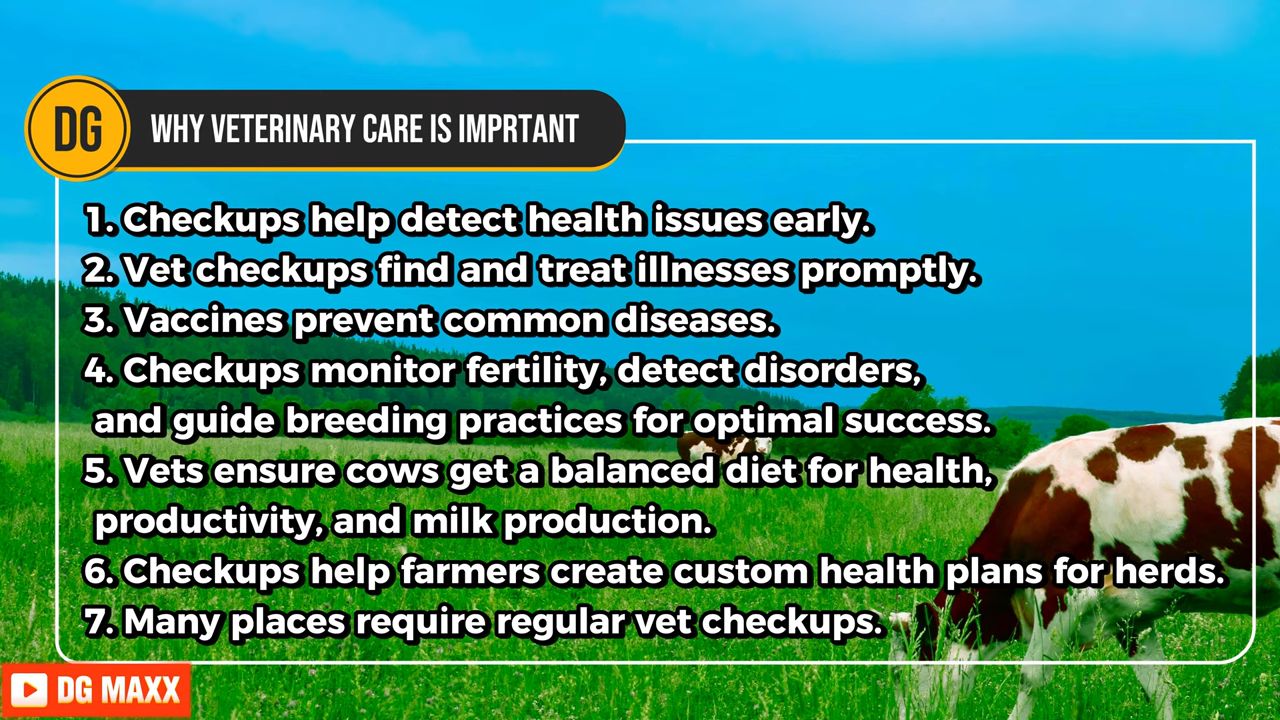 DG
WHY VETERINARY CARE IS IMPRTANT
1. Checkups help detect health issues early.
2. Vet checkups find and treat illnesses promptly.
3. Vaccines prevent common diseases.
4. Checkups monitor fertility, detect disorders,
and guide breeding practices for optimal success.
5. Vets ensure cows get a balanced diet for health,
productivity, and milk production.
6. Checkups help farmers create custom health plans for herds.
7. Many places require regular vet checkups.
DG MAXX